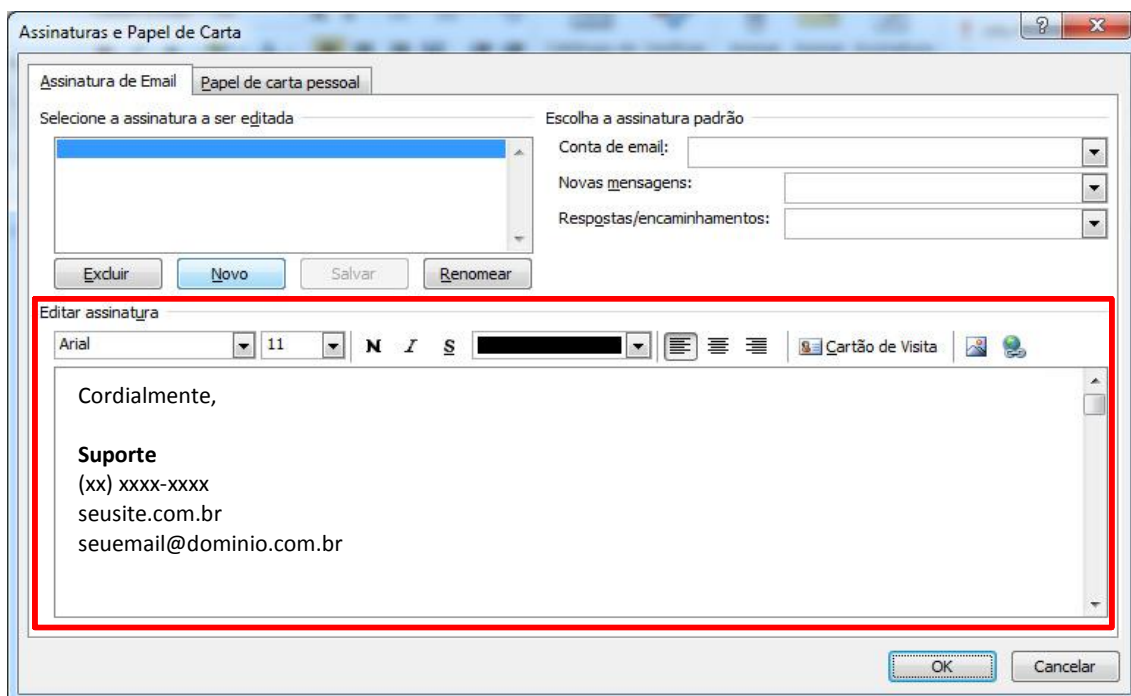 Assinaturas e Papel de Carta
Assinatura de Email Papel de carta pessoal
Selecione a assinatura a ser editada
Escolha a assinatura padrão
Conta de email:
Novas mensagens:
Respostas/encaminhamentos:
Excluir Novo Salvar Renomear
Editar assinatura
Arial 11 N I S Cartão de Visita
Cordialmente,
Suporte
(xx) xxxx-xxxx
seusite.com.br
seuemail@dominio.com.br
OK Cancelar